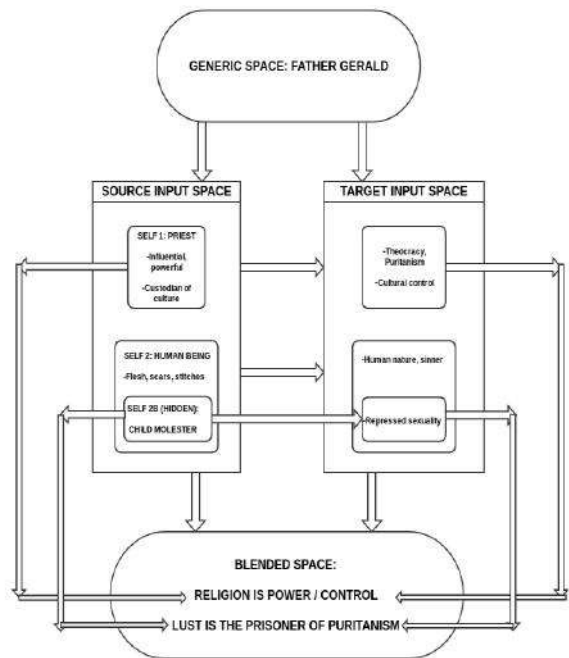 GENERIC SPACE: FATHER GERALD
SOURCE INPUT SPACE
SELF 1: PRIEST
-Influential,
powerful
-Custodian of
culture
SELF 2: HUMAN BEING
-Flesh, scars, stitches
SELF 2B (HIDDEN):
CHILD MOLESTER
TARGET INPUT SPACE
-Theocracy,
Puritanism
-Cultural control
-Human nature, sinner
-Repressed sexuality
BLENDED SPACE:
RELIGION IS POWER / CONTROL
LUST IS THE PRISONER OF PURITANISM